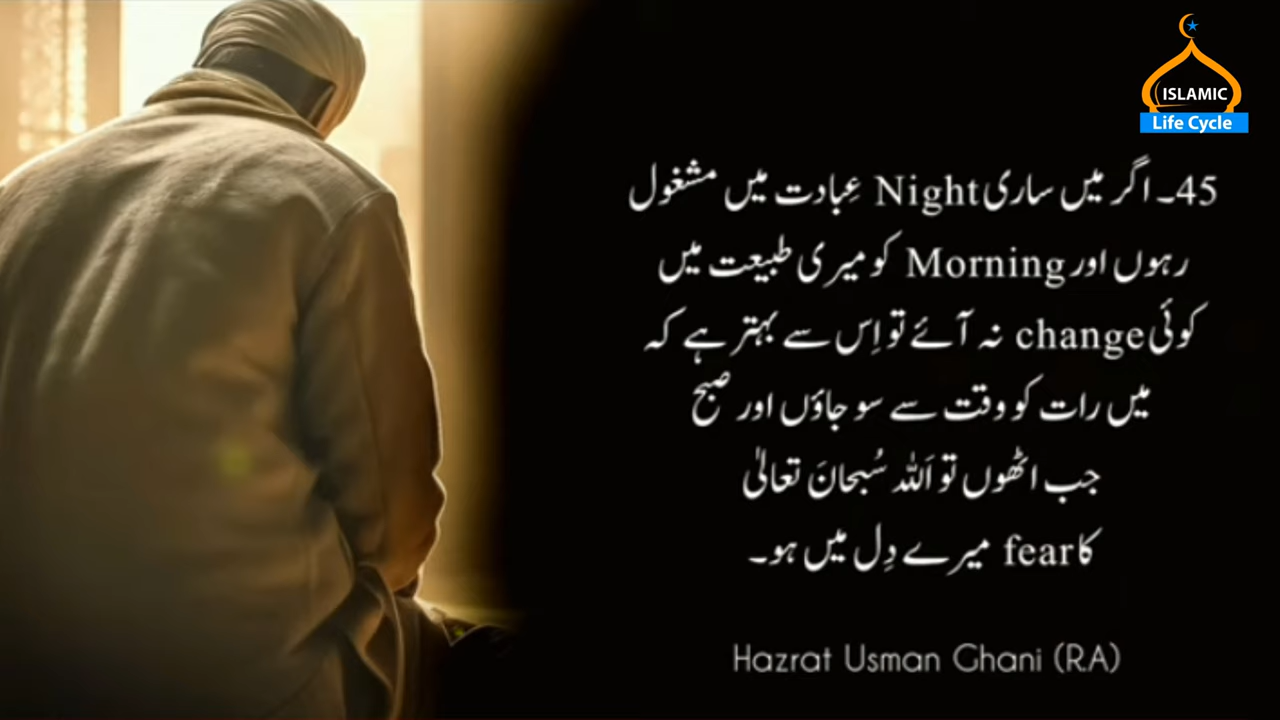 ISLAMIC
Life Cycle
45۔ اگر میں ساری Night عِبادت میں مشغول
رہوں اور Morning کو میری طبیعت میں
کوئی change نہ آئے تو اِس سے بہتر ہے کہ
میں رات کو وقت سے سو جاؤں اور صبح
جب اٹھوں تو اَللہ سُبحانَ تعالیٰ
کا fear میرے دِل میں ہو۔
Hazrat Usman Ghani (R.A)